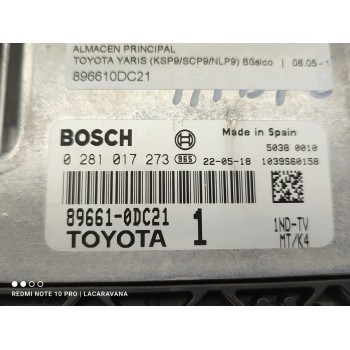 ALMACEN PRINCIPAL
TOYOTA YARIS (KSP9/SCP9/NLP9) Básico | 08.05 - 1
896610DC21
BOSCH
Made in Spain
5038 0010
0 281 017 273 965 22-05-18 1039S60158
89661-0DC21
TOYOTA 1
1ND-TV
MT/K4
REDMI NOTE 10 PRO | LACARAVANA